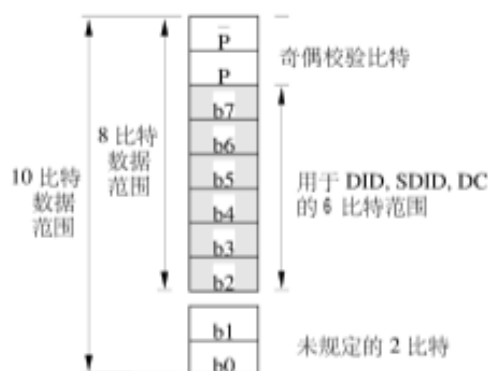 P̅
P
奇偶校验比特
b7
b6
b5
b4
b3
b2
8 比特
数据
范围
10 比特
数据
范围
用于 DID, SDID, DC
的 6 比特范围
b1
b0
未规定的 2 比特